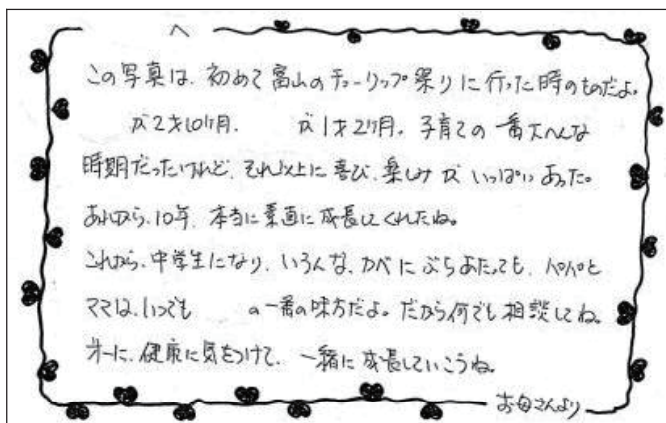 へ
この写真は、初めて富山のチューリップ祭りに行った時のものだよ。
が2才10ヶ月、 が1才2ヶ月。子育ての一番大へんな
時期だったけれど、それ以上に喜び、楽しみがいっぱいあった。
あれから、10年、本当に素直に成長してくれたね。
これから、中学生になり、いろんな、カベにぶちあたっても、パパと
ママは、いつでも の一番の味方だよ。だから何でも相談してね。
オーに、健康に気をつけて、一緒に成長していこうね。
お母さんより